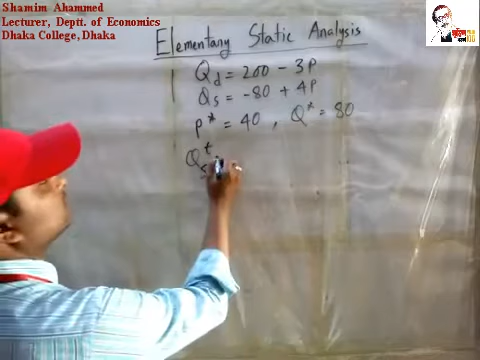 Shamim Ahammed
Lecturer, Deptt. of Economics
Dhaka College, Dhaka
Elementary Static Analysis
Qd = 200 - 3P
Qs = -80 + 4P
P* = 40 , Q* = 80
Q t